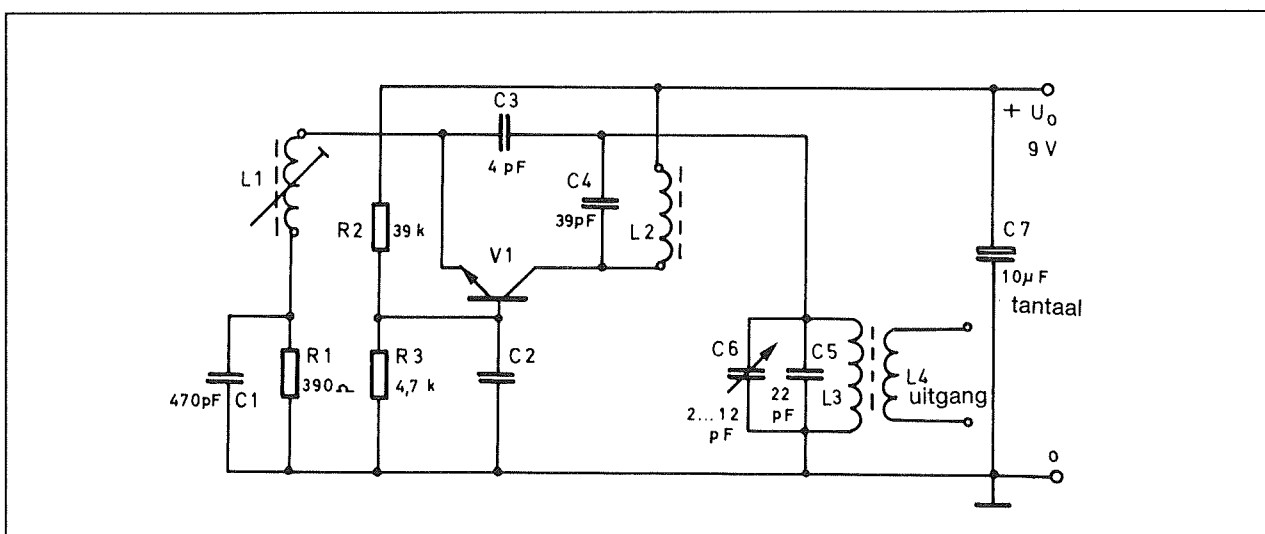 C3
+ U₀
9 V
4 pF
L1
C4
39pF
L2
R2
39 k
V1
C7
10µF
tantaal
R1
390Ω
R3
4,7 k
C2
C6
C5
470pF
C1
2...12
pF
22
pF
L3
L4
uitgang
o